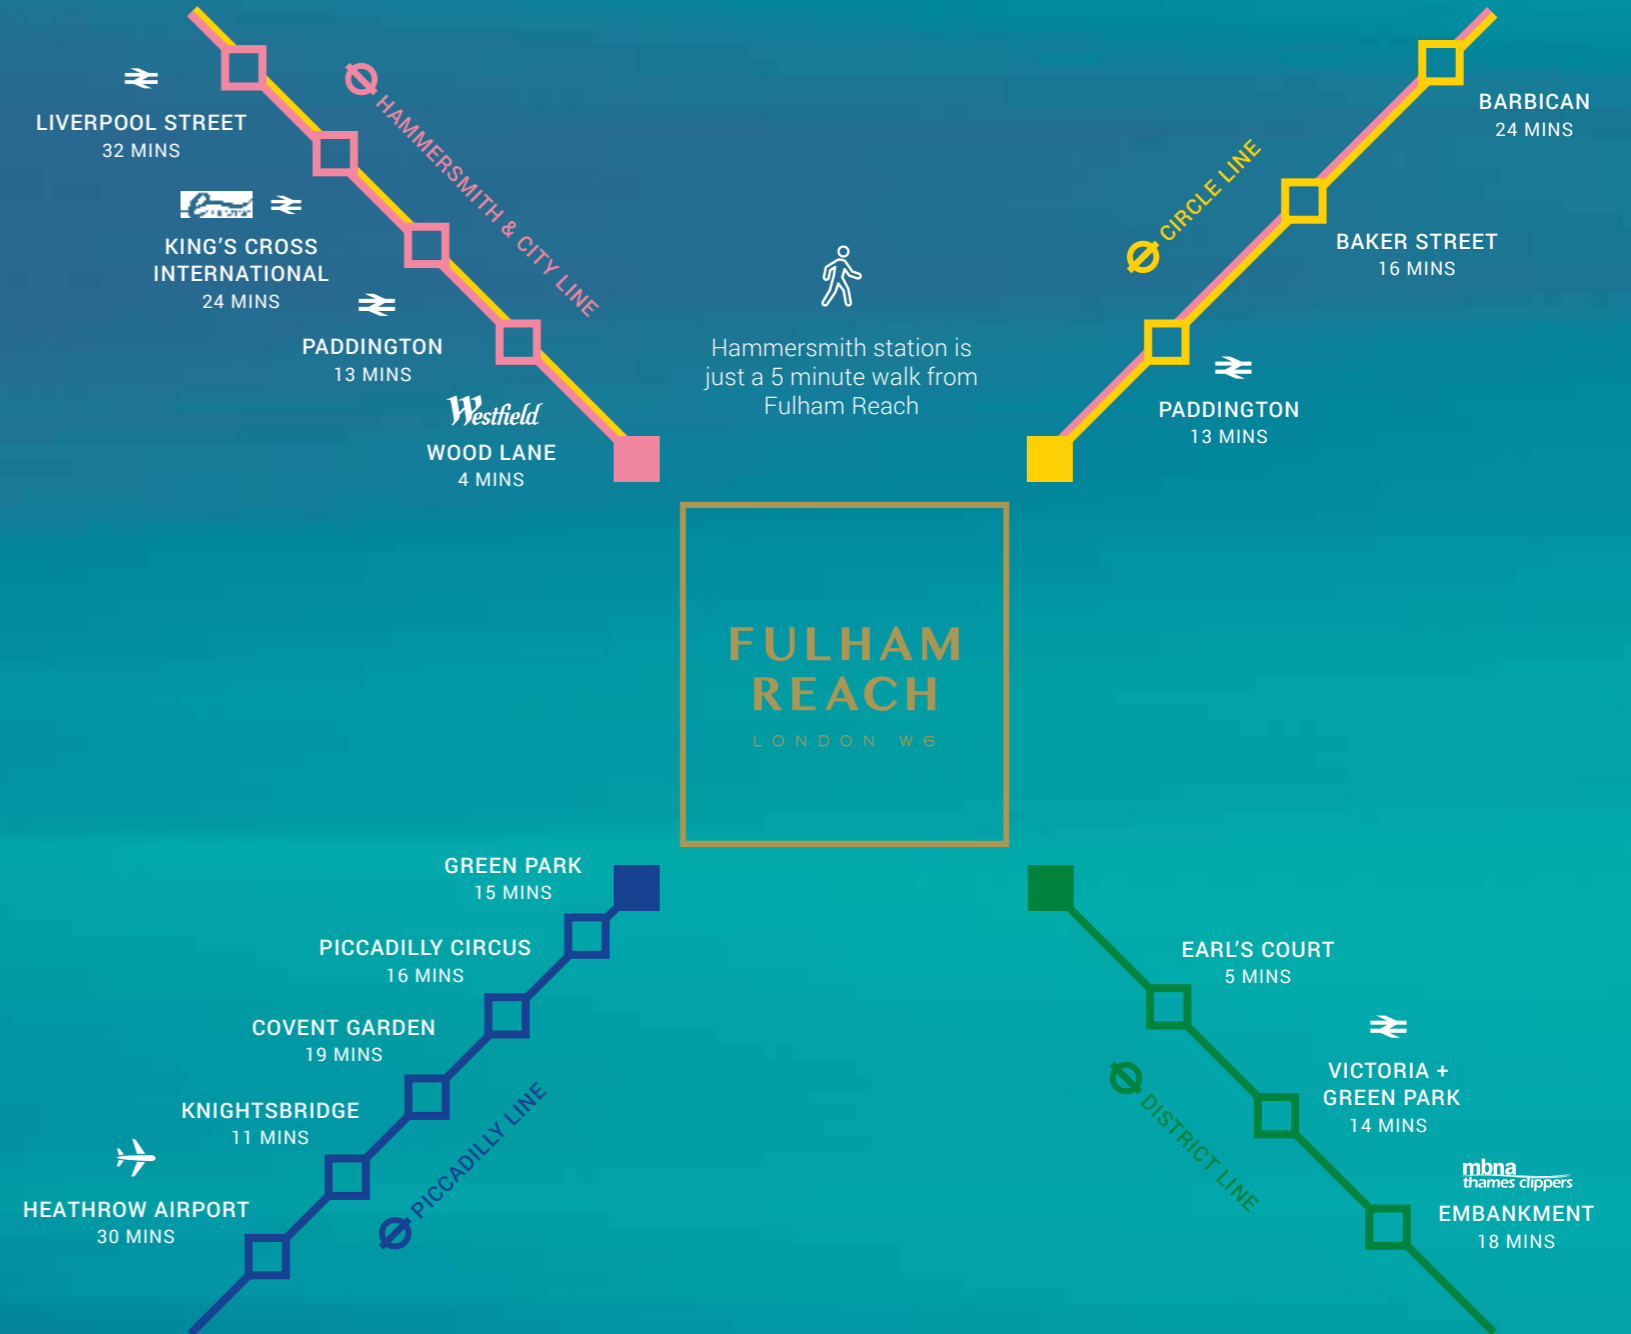 LIVERPOOL STREET
32 MINS
KING'S CROSS
INTERNATIONAL
24 MINS
PADDINGTON
13 MINS
Westfield
WOOD LANE
4 MINS
HAMMERSMITH & CITY LINE
Hammersmith station is
just a 5 minute walk from
Fulham Reach
CIRCLE LINE
BARBICAN
24 MINS
BAKER STREET
16 MINS
PADDINGTON
13 MINS
FULHAM
REACH
LONDON W6
GREEN PARK
15 MINS
PICCADILLY CIRCUS
16 MINS
COVENT GARDEN
19 MINS
KNIGHTSBRIDGE
11 MINS
HEATHROW AIRPORT
30 MINS
PICCADILLY LINE
EARL'S COURT
5 MINS
VICTORIA +
GREEN PARK
14 MINS
mbna
thames clippers
EMBANKMENT
18 MINS
DISTRICT LINE